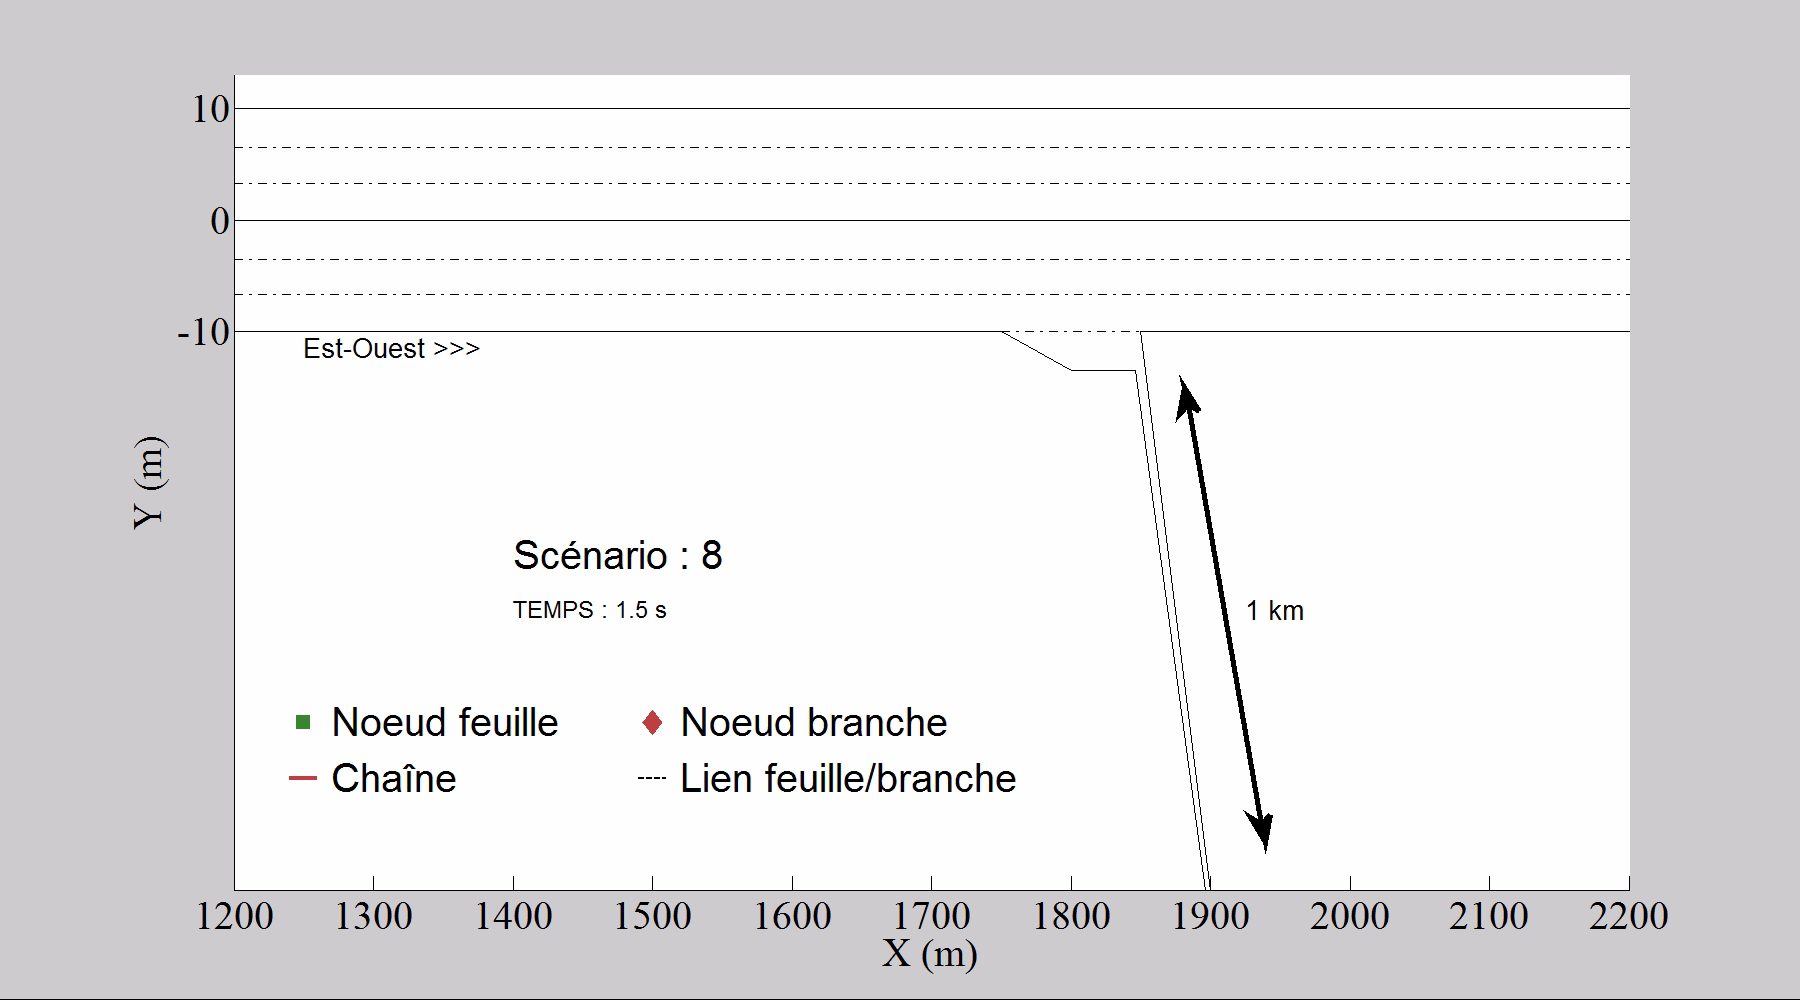 10
0
-10
Est-Ouest >>>
Y (m)
Scénario : 8
TEMPS : 1.5 s
1 km
Noeud feuille
Noeud branche
Chaîne
Lien feuille/branche
1200 1300 1400 1500 1600 1700 1800 1900 2000 2100 2200
X (m)